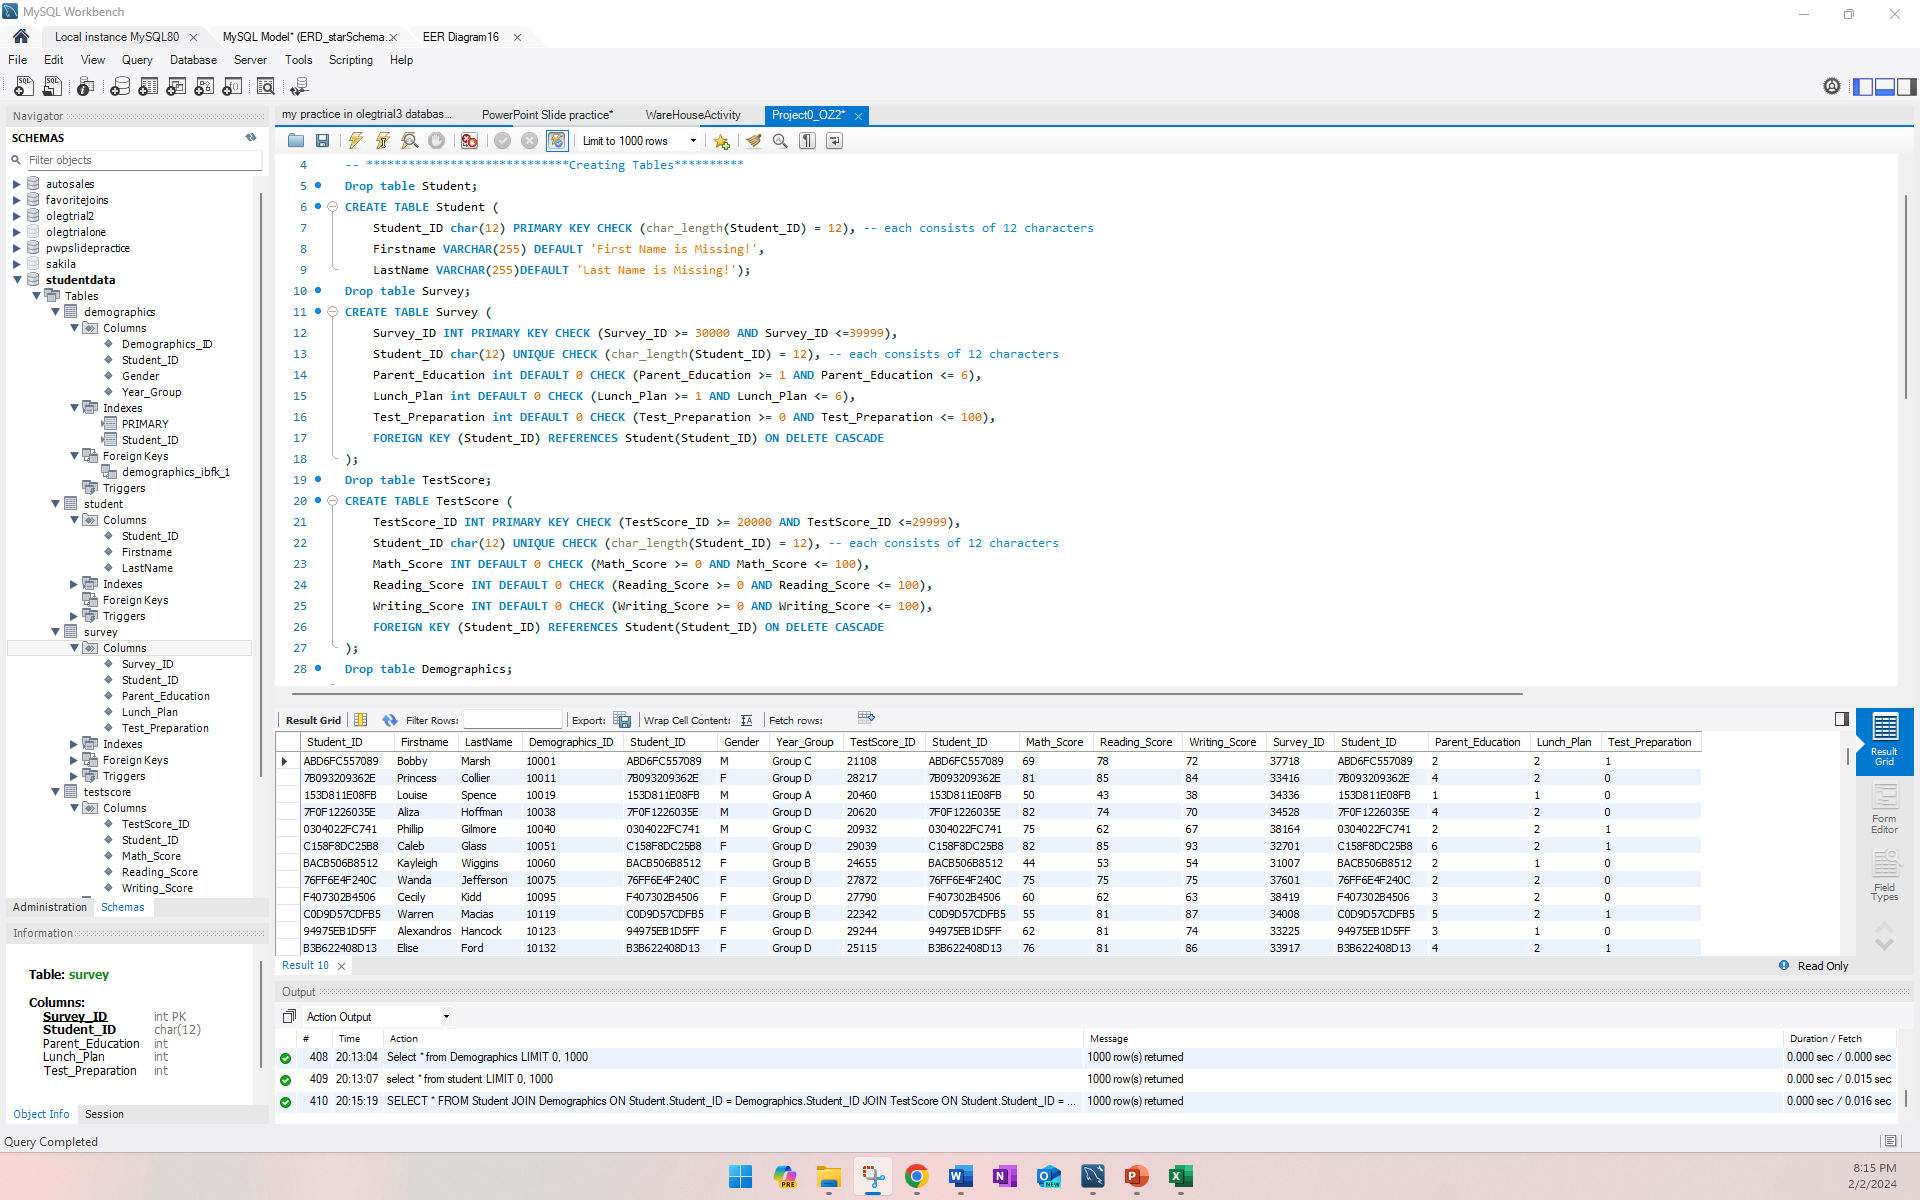 MySQL Workbench
Local instance MySQL80
MySQL Model* (ERD_starSchema...
EER Diagram16
File Edit View Query Database Server Tools Scripting Help
Navigator
SCHEMAS
Filter objects
autosales
favoritejoins
olegtrial2
olegtrialone
pwpslidepractice
sakila
studentdata
Tables
demographics
Columns
Demographics_ID
Student_ID
Gender
Year_Group
Indexes
PRIMARY
Student_ID
Foreign Keys
demographics_ibfk_1
Triggers
student
Columns
Student_ID
Firstname
LastName
Indexes
Foreign Keys
Triggers
survey
Columns
Survey_ID
Student_ID
Parent_Education
Lunch_Plan
Test_Preparation
Indexes
Foreign Keys
Triggers
testscore
Columns
TestScore_ID
Student_ID
Math_Score
Reading_Score
Writing_Score
Administration Schemas
Information
Table: survey
Columns:
Survey_ID int PK
Student_ID char(12)
Parent_Education int
Lunch_Plan int
Test_Preparation int
Object Info Session
Query Completed
my practice in olegtrial3 databas... PowerPoint Slide practice* WareHouseActivity Project0_OZ2*
Limit to 1000 rows
4 -- *****************************Creating Tables**********
5 Drop table Student;
6 CREATE TABLE Student (
7 Student_ID char(12) PRIMARY KEY CHECK (char_length(Student_ID) = 12), -- each consists of 12 characters
8 Firstname VARCHAR(255) DEFAULT 'First Name is Missing!',
9 LastName VARCHAR(255)DEFAULT 'Last Name is Missing!');
10 Drop table Survey;
11 CREATE TABLE Survey (
12 Survey_ID INT PRIMARY KEY CHECK (Survey_ID >= 30000 AND Survey_ID <=39999),
13 Student_ID char(12) UNIQUE CHECK (char_length(Student_ID) = 12), -- each consists of 12 characters
14 Parent_Education int DEFAULT 0 CHECK (Parent_Education >= 1 AND Parent_Education <= 6),
15 Lunch_Plan int DEFAULT 0 CHECK (Lunch_Plan >= 1 AND Lunch_Plan <= 6),
16 Test_Preparation int DEFAULT 0 CHECK (Test_Preparation >= 0 AND Test_Preparation <= 100),
17 FOREIGN KEY (Student_ID) REFERENCES Student(Student_ID) ON DELETE CASCADE
18 );
19 Drop table TestScore;
20 CREATE TABLE TestScore (
21 TestScore_ID INT PRIMARY KEY CHECK (TestScore_ID >= 20000 AND TestScore_ID <=29999),
22 Student_ID char(12) UNIQUE CHECK (char_length(Student_ID) = 12), -- each consists of 12 characters
23 Math_Score INT DEFAULT 0 CHECK (Math_Score >= 0 AND Math_Score <= 100),
24 Reading_Score INT DEFAULT 0 CHECK (Reading_Score >= 0 AND Reading_Score <= 100),
25 Writing_Score INT DEFAULT 0 CHECK (Writing_Score >= 0 AND Writing_Score <= 100),
26 FOREIGN KEY (Student_ID) REFERENCES Student(Student_ID) ON DELETE CASCADE
27 );
28 Drop table Demographics;
Result Grid Filter Rows: Export: Wrap Cell Content: Fetch rows:
Student_ID Firstname LastName Demographics_ID Student_ID Gender Year_Group TestScore_ID Student_ID Math_Score Reading_Score Writing_Score Survey_ID Student_ID Parent_Education Lunch_Plan Test_Preparation
ABD6FC557089 Bobby Marsh 10001 ABD6FC557089 M Group C 21108 ABD6FC557089 69 78 72 37718 ABD6FC557089 2 2 1
7B093209362E Princess Collier 10011 7B093209362E F Group D 28217 7B093209362E 81 85 84 33416 7B093209362E 4 2 0
153D811E08FB Louise Spence 10019 153D811E08FB M Group A 20460 153D811E08FB 50 43 38 34336 153D811E08FB 1 1 0
7F0F1226035E Aliza Hoffman 10038 7F0F1226035E M Group D 20620 7F0F1226035E 82 74 70 34528 7F0F1226035E 4 2 0
0304022FC741 Phillip Gilmore 10040 0304022FC741 M Group C 20932 0304022FC741 75 62 67 38164 0304022FC741 2 2 1
C158F8DC25B8 Caleb Glass 10051 C158F8DC25B8 F Group D 29039 C158F8DC25B8 82 85 93 32701 C158F8DC25B8 6 2 1
BACB506B8512 Kayleigh Wiggins 10060 BACB506B8512 F Group B 24655 BACB506B8512 44 53 54 31007 BACB506B8512 2 1 0
76FF6E4F240C Wanda Jefferson 10075 76FF6E4F240C F Group D 27872 76FF6E4F240C 75 75 75 37601 76FF6E4F240C 2 2 0
F407302B4506 Cecily Kidd 10095 F407302B4506 F Group D 27790 F407302B4506 60 62 63 38419 F407302B4506 3 2 0
C0D9D57CDFB5 Warren Macias 10119 C0D9D57CDFB5 F Group B 22342 C0D9D57CDFB5 55 81 87 34008 C0D9D57CDFB5 5 2 1
94975EB1D5FF Alexandros Hancock 10123 94975EB1D5FF F Group D 29244 94975EB1D5FF 62 81 74 33225 94975EB1D5FF 3 1 0
B3B622408D13 Elise Ford 10132 B3B622408D13 F Group D 25115 B3B622408D13 76 81 86 33917 B3B622408D13 4 2 1
Result Grid
Form Editor
Field Types
Result 10
Read Only
Output
Action Output
# Time Action Message Duration / Fetch
408 20:13:04 Select * from Demographics LIMIT 0, 1000 1000 row(s) returned 0.000 sec / 0.000 sec
409 20:13:07 select * from student LIMIT 0, 1000 1000 row(s) returned 0.000 sec / 0.015 sec
410 20:15:19 SELECT * FROM Student JOIN Demographics ON Student.Student_ID = Demographics.Student_ID JOIN TestScore ON Student.Student_ID = ... 1000 row(s) returned 0.000 sec / 0.016 sec
8:15 PM
2/2/2024